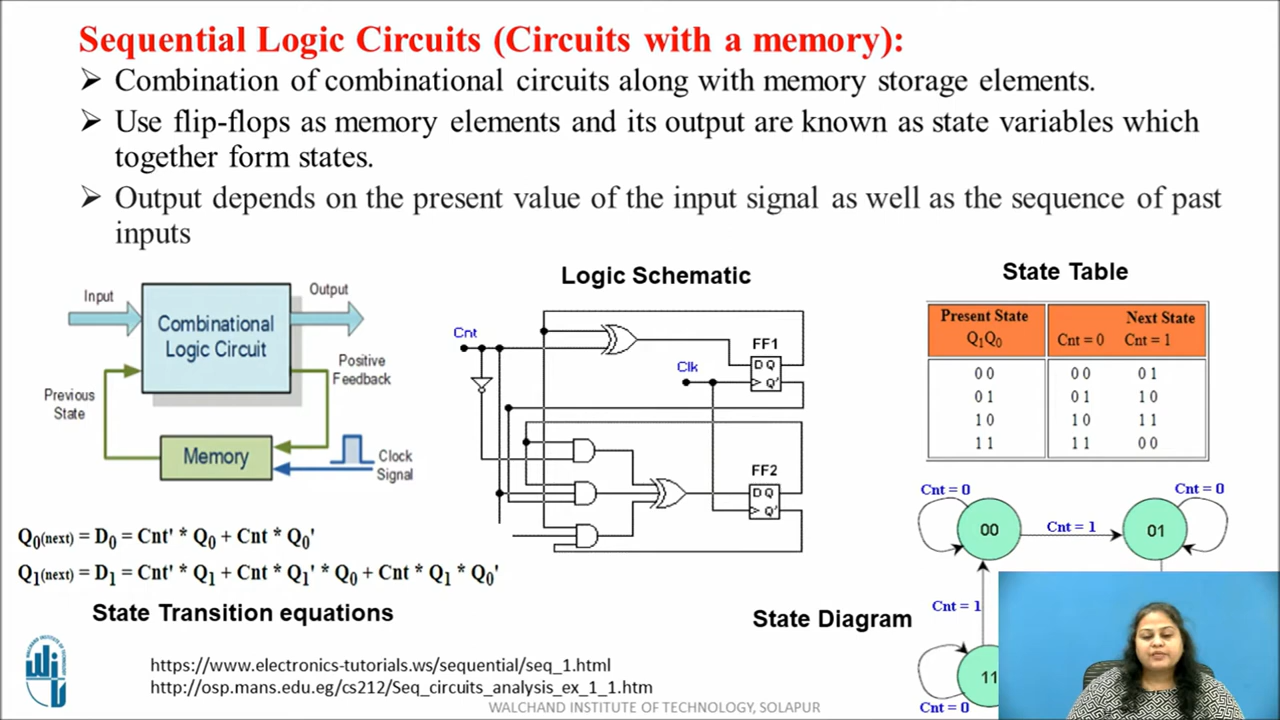 Sequential Logic Circuits (Circuits with a memory):
➢ Combination of combinational circuits along with memory storage elements.
➢ Use flip-flops as memory elements and its output are known as state variables which
together form states.
➢ Output depends on the present value of the input signal as well as the sequence of past
inputs
Input
Output
Combinational
Logic Circuit
Positive
Feedback
Previous
State
Memory
Clock
Signal
Logic Schematic
Cnt
Clk
FF1
D Q
> Q'
FF2
D Q
> Q'
State Table
Present State Next State
Q₁Q₀ Cnt = 0 Cnt = 1
0 0 0 0 0 1
0 1 0 1 1 0
1 0 1 0 1 1
1 1 1 1 0 0
Cnt = 0
00
Cnt = 1
01
Cnt = 0
Cnt = 1
11
Cnt = 0
State Diagram
Q₀(next) = D₀ = Cnt' * Q₀ + Cnt * Q₀'
Q₁(next) = D₁ = Cnt' * Q₁ + Cnt * Q₁' * Q₀ + Cnt * Q₁ * Q₀'
State Transition equations
https://www.electronics-tutorials.ws/sequential/seq_1.html
http://osp.mans.edu.eg/cs212/Seq_circuits_analysis_ex_1_1.htm
WALCHAND INSTITUTE OF TECHNOLOGY, SOLAPUR